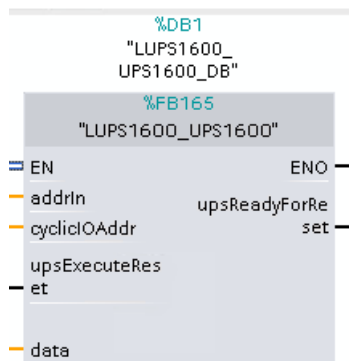 %DB1
"LUPS1600_
UPS1600_DB"
%FB165
"LUPS1600_UPS1600"
EN
ENO
addrIn
upsReadyForRe
set
cyclicIOAddr
upsExecuteRes
et
data